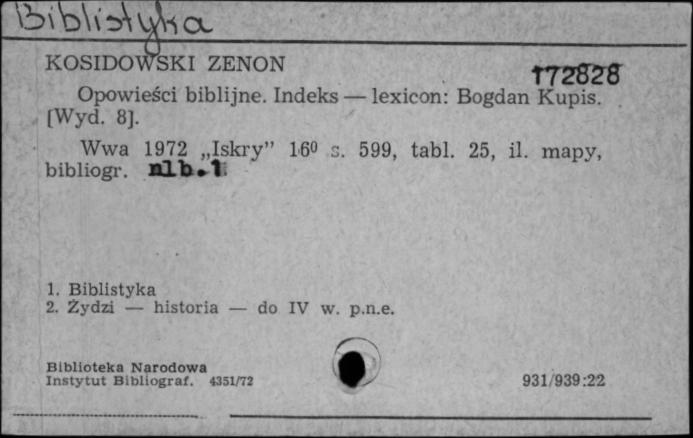 Biblistyka
KOSIDOWSKI ZENON
172828
Opowieści biblijne. Indeks — lexicon: Bogdan Kupis.
[Wyd. 8].
Wwa 1972 „Iskry” 16⁰ s. 599, tabl. 25, il. mapy,
bibliogr. nlb.1
1. Biblistyka
2. Żydzi — historia — do IV w. p.n.e.
Biblioteka Narodowa
Instytut Bibliograf. 4351/72
931/939:22